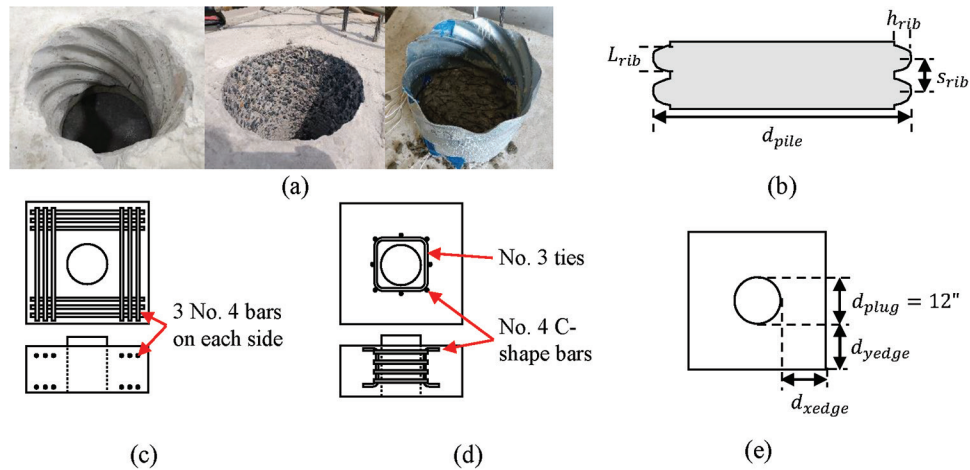 (a)
h_rib
L_rib
s_rib
d_pile
(b)
3 No. 4 bars
on each side
(c)
No. 3 ties
No. 4 C-
shape bars
(d)
d_plug = 12"
d_yedge
d_xedge
(e)